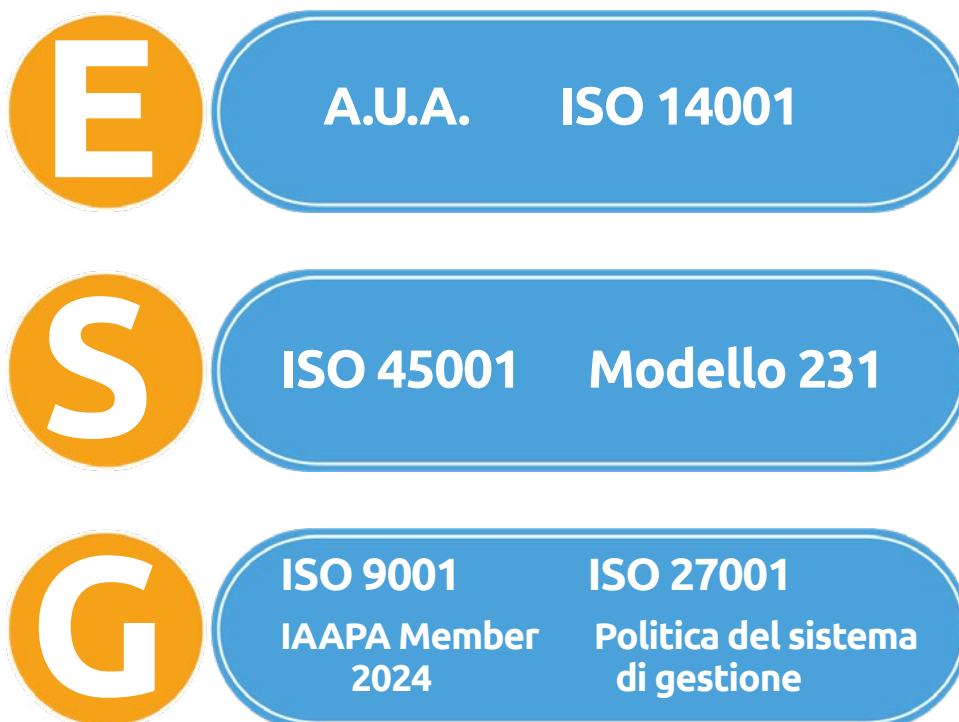 E
A.U.A. ISO 14001
S
ISO 45001 Modello 231
G
ISO 9001 ISO 27001
IAAPA Member
2024
Politica del sistema
di gestione